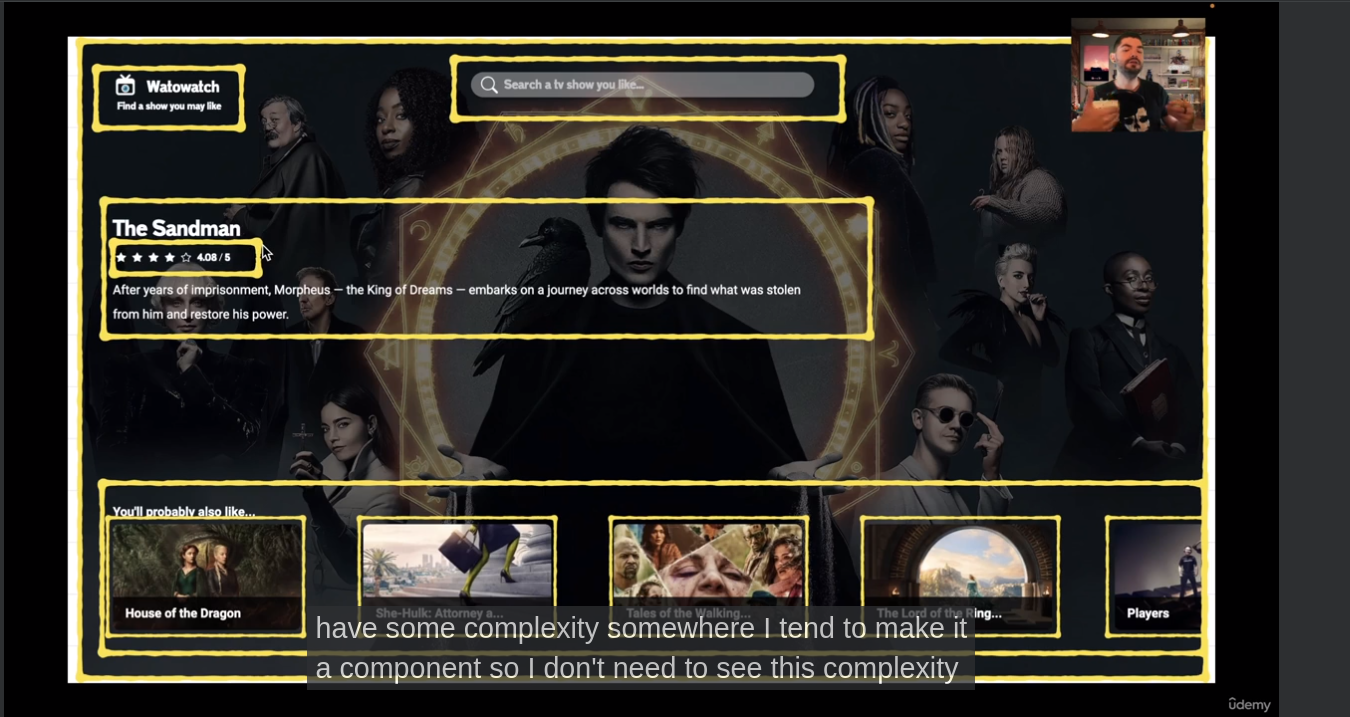 Watowatch
Find a show you may like
Search a tv show you like...
The Sandman
4.08 / 5
After years of imprisonment, Morpheus — the King of Dreams — embarks on a journey across worlds to find what was stolen
from him and restore his power.
You'll probably also like...
House of the Dragon
She-Hulk: Attorney a...
Tales of the Walking...
The Lord of the Ring...
Players
have some complexity somewhere I tend to make it
a component so I don't need to see this complexity
ûdemy